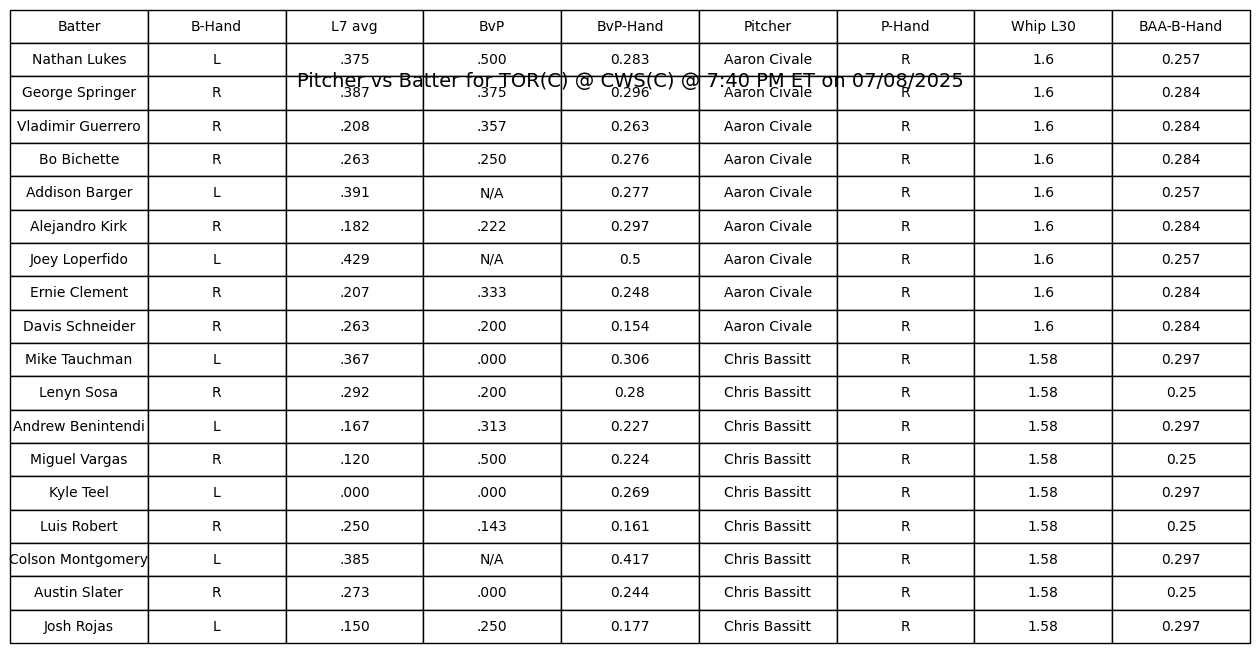 Batter B-Hand L7 avg BvP BvP-Hand Pitcher P-Hand Whip L30 BAA-B-Hand
Nathan Lukes L .375 .500 0.283 Aaron Civale R 1.6 0.257
Pitcher vs Batter for TOR(C) @ CWS(C) @ 7:40 PM ET on 07/08/2025
George Springer R .387 .375 0.296 Aaron Civale R 1.6 0.284
Vladimir Guerrero R .208 .357 0.263 Aaron Civale R 1.6 0.284
Bo Bichette R .263 .250 0.276 Aaron Civale R 1.6 0.284
Addison Barger L .391 N/A 0.277 Aaron Civale R 1.6 0.257
Alejandro Kirk R .182 .222 0.297 Aaron Civale R 1.6 0.284
Joey Loperfido L .429 N/A 0.5 Aaron Civale R 1.6 0.257
Ernie Clement R .207 .333 0.248 Aaron Civale R 1.6 0.284
Davis Schneider R .263 .200 0.154 Aaron Civale R 1.6 0.284
Mike Tauchman L .367 .000 0.306 Chris Bassitt R 1.58 0.297
Lenyn Sosa R .292 .200 0.28 Chris Bassitt R 1.58 0.25
Andrew Benintendi L .167 .313 0.227 Chris Bassitt R 1.58 0.297
Miguel Vargas R .120 .500 0.224 Chris Bassitt R 1.58 0.25
Kyle Teel L .000 .000 0.269 Chris Bassitt R 1.58 0.297
Luis Robert R .250 .143 0.161 Chris Bassitt R 1.58 0.25
Colson Montgomery L .385 N/A 0.417 Chris Bassitt R 1.58 0.297
Austin Slater R .273 .000 0.244 Chris Bassitt R 1.58 0.25
Josh Rojas L .150 .250 0.177 Chris Bassitt R 1.58 0.297